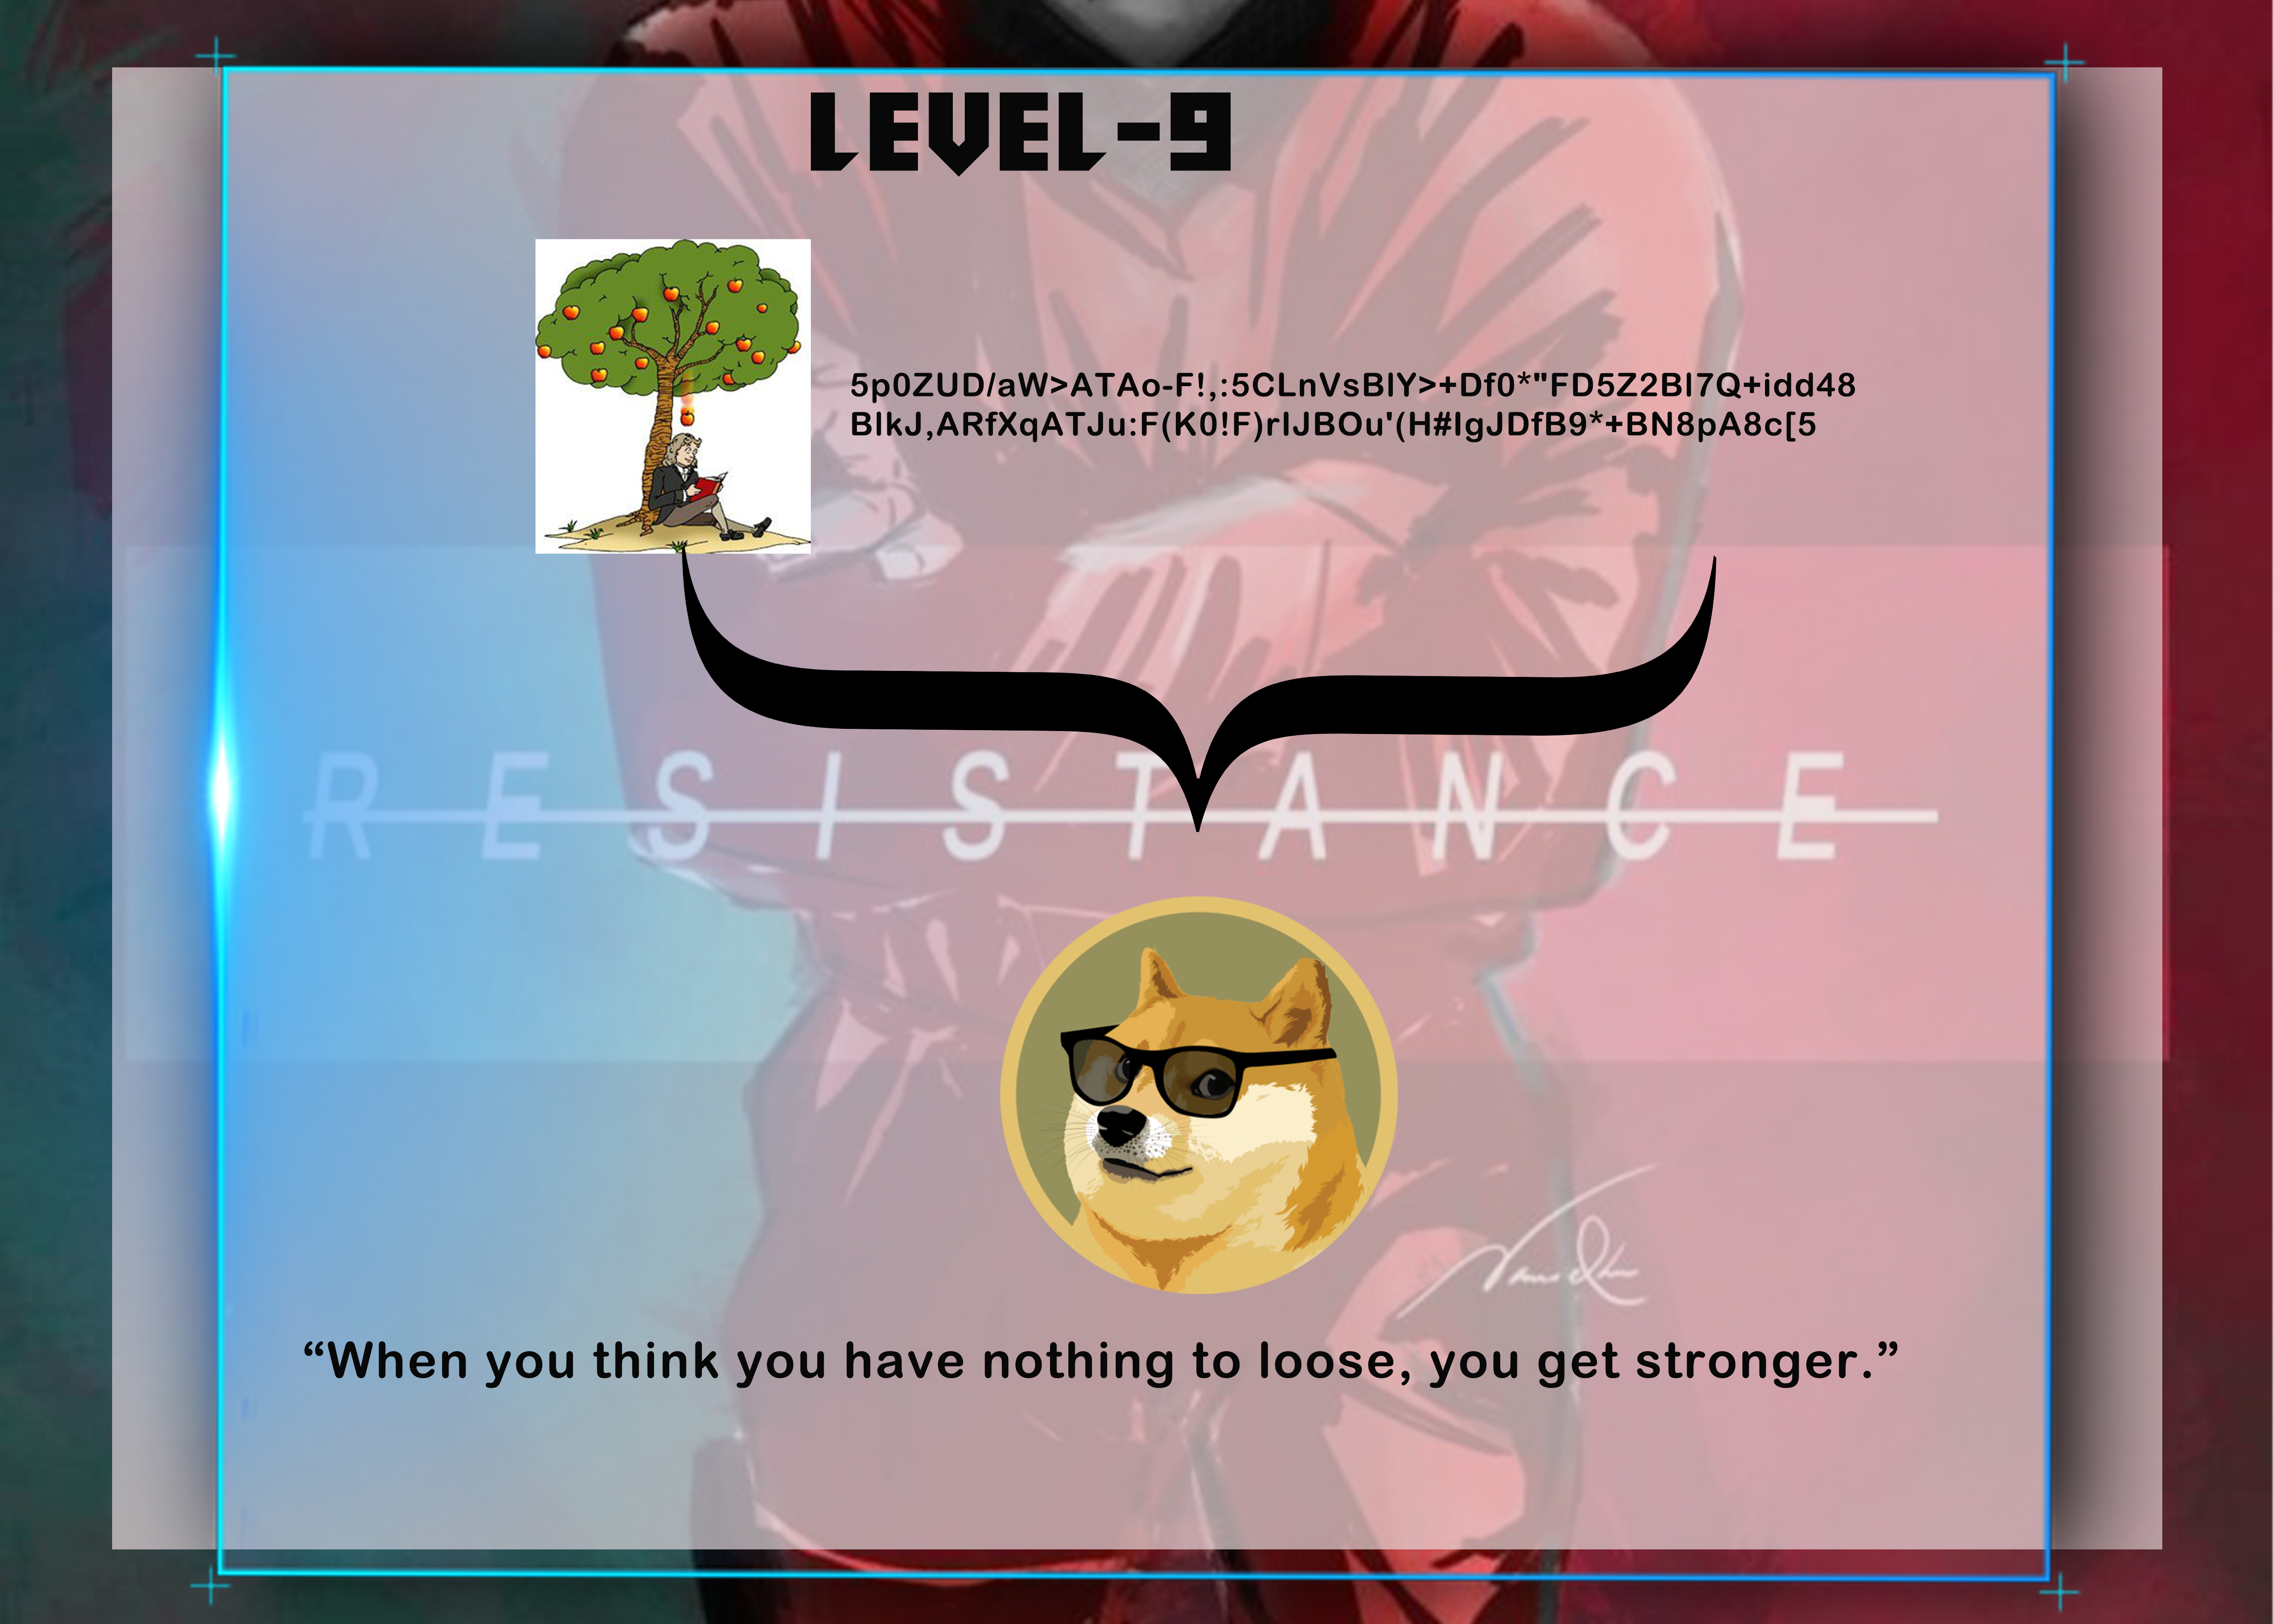 LEVEL-9
5p0ZUD/aW>ATAo-F!,:5CLnVsBlY>+Df0*"FD5Z2Bl7Q+idd48
BlkJ,ARfXqATJu:F(K0!F)rIJBOu'(H#IgJDfB9*+BN8pA8c[5
RESISTANCE
“When you think you have nothing to loose, you get stronger.”